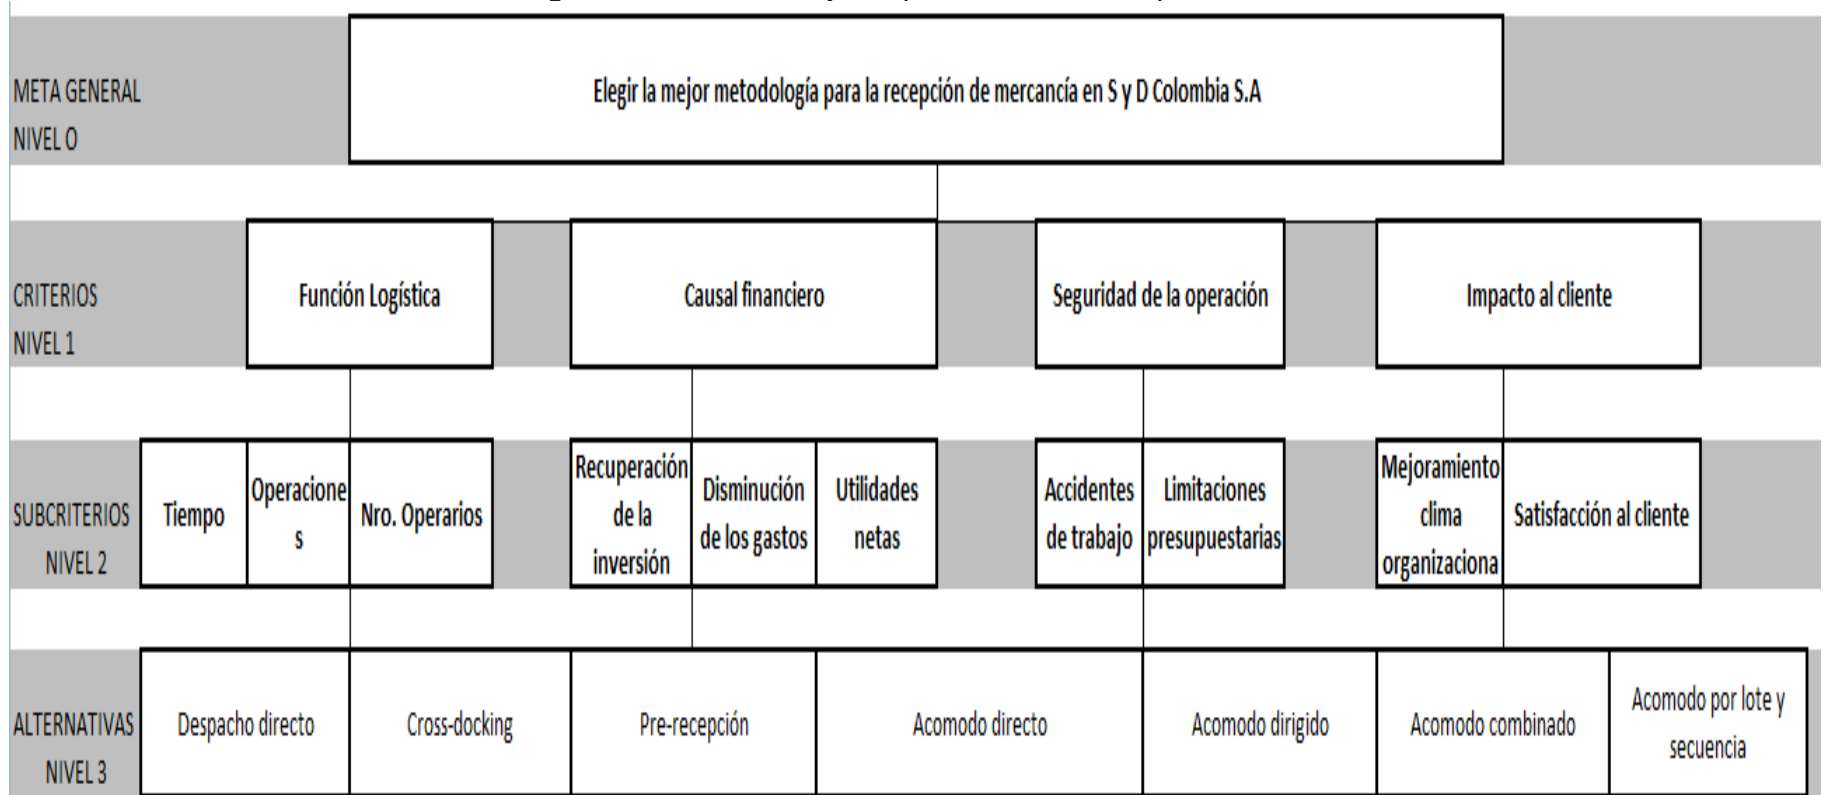 META GENERAL
NIVEL O
Elegir la mejor metodología para la recepción de mercancía en S y D Colombia S.A
CRITERIOS
NIVEL 1
Función Logística
Causal financiero
Seguridad de la operación
Impacto al cliente
SUBCRITERIOS
NIVEL 2
Tiempo
Operacione
s
Nro. Operarios
Recuperación
de la
inversión
Disminución
de los gastos
Utilidades
netas
Accidentes
de trabajo
Limitaciones
presupuestarias
Mejoramiento
clima
organizaciona
Satisfacción al cliente
ALTERNATIVAS
NIVEL 3
Despacho directo
Cross-docking
Pre-recepción
Acomodo directo
Acomodo dirigido
Acomodo combinado
Acomodo por lote y
secuencia